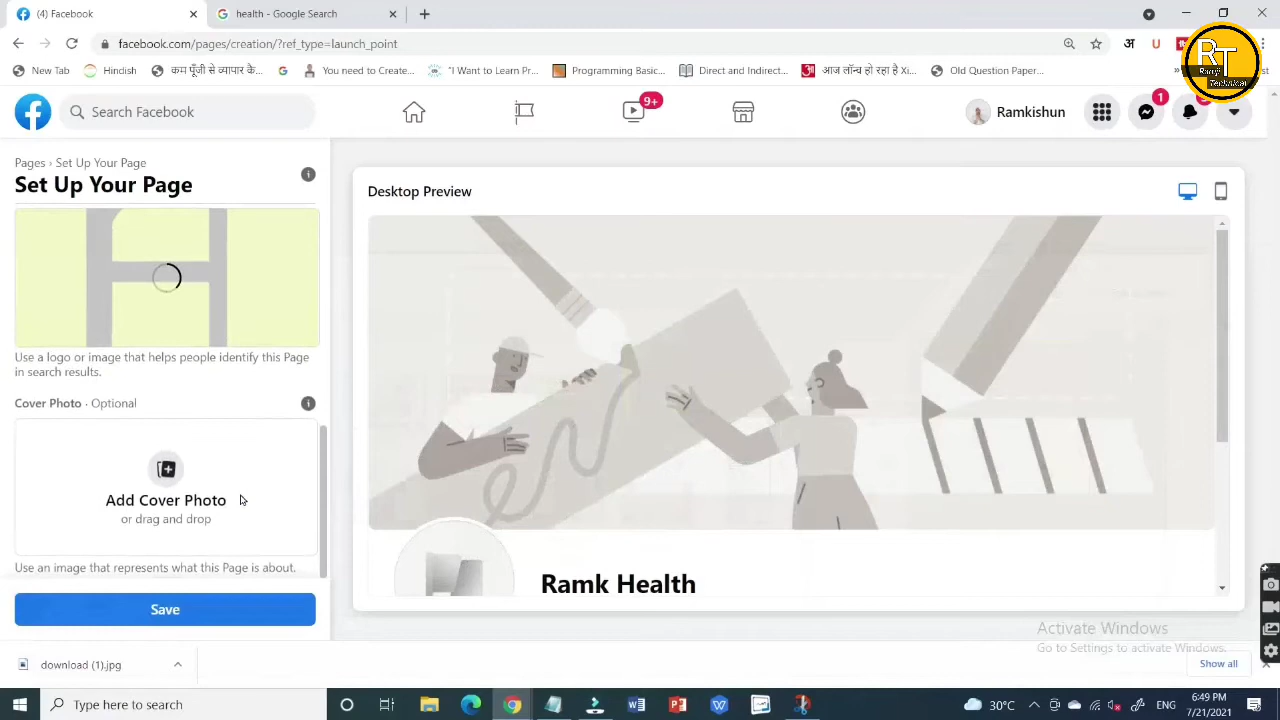 (4) Facebook
health - Google Search
facebook.com/pages/creation/?ref_type=launch_point
अ
U
New Tab
Hindish
कम पूँजी से व्यापार के...
You need to Create...
"I Want to Learn Pr...
Programming Basic...
Direct and Indirect...
आज लॉन्च हो रहा है Xi...
Old Question Paper...
RT
Ramji
Technical
Search Facebook
9+
Ramkishun
1
Pages › Set Up Your Page
Set Up Your Page
Desktop Preview
H
Use a logo or image that helps people identify this Page
in search results.
Cover Photo · Optional
Add Cover Photo
or drag and drop
Use an image that represents what this Page is about.
Ramk Health
Save
Activate Windows
Go to Settings to activate Windows.
download (1).jpg
Show all
Type here to search
30°C
ENG
6:49 PM
7/21/2021